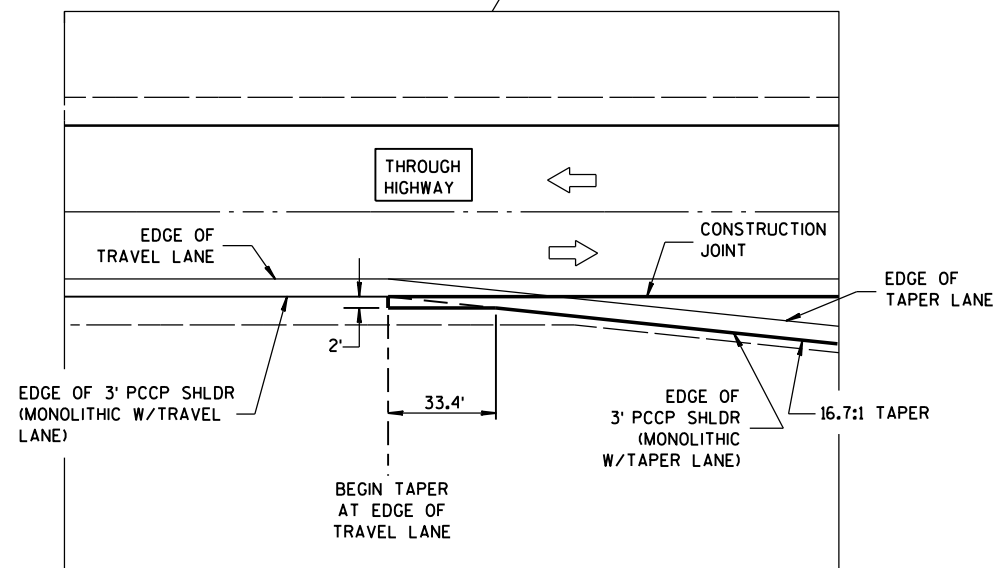 THROUGH
HIGHWAY
EDGE OF
TRAVEL LANE
CONSTRUCTION
JOINT
EDGE OF
TAPER LANE
2'
EDGE OF 3' PCCP SHLDR
(MONOLITHIC W/TRAVEL
LANE)
33.4'
EDGE OF
3' PCCP SHLDR
(MONOLITHIC
W/TAPER LANE)
16.7:1 TAPER
BEGIN TAPER
AT EDGE OF
TRAVEL LANE